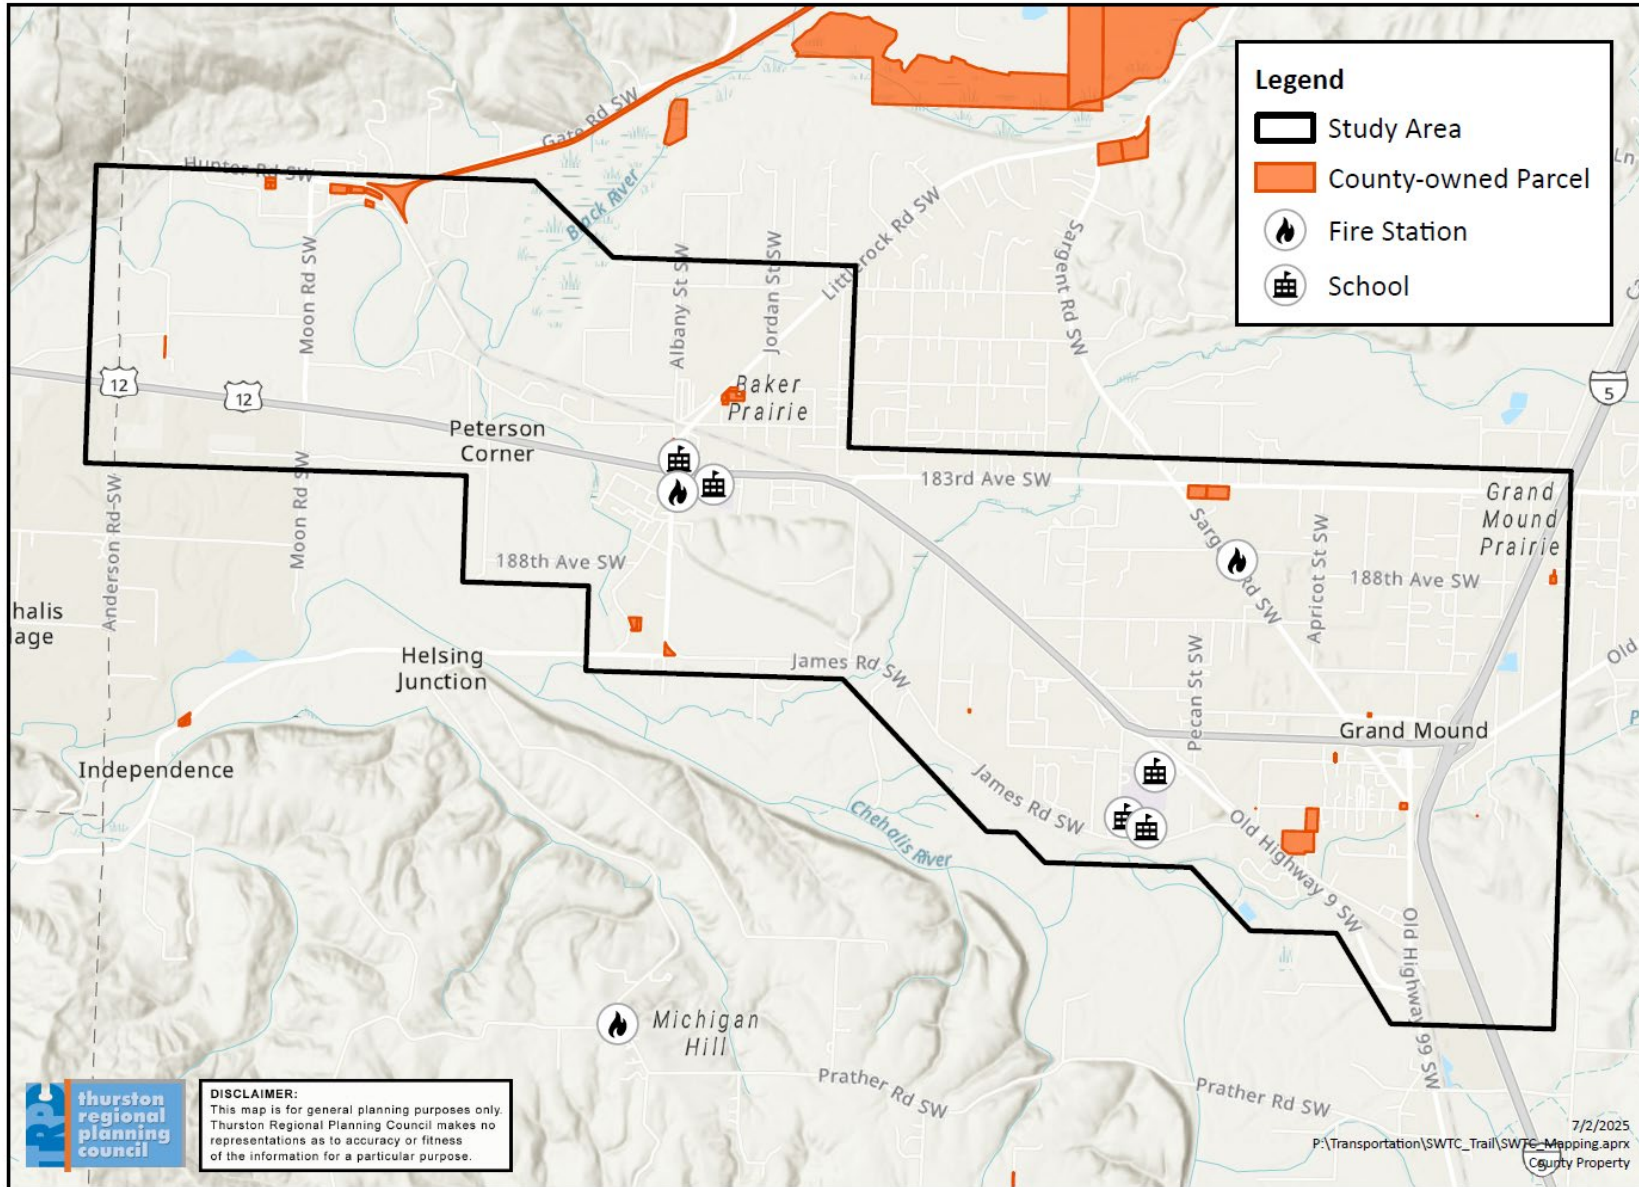 Legend
Study Area
County-owned Parcel
Fire Station
School
Gate Rd SW
Hunter Rd SW
Black River
Littlerock Rd SW
Sargent Rd SW
Ln
Moon Rd SW
Albany St SW
Jordan St SW
12
12
5
Baker
Prairie
Peterson
Corner
183rd Ave SW
Grand
Mound
Prairie
Anderson Rd SW
Moon Rd SW
188th Ave SW
Sarg
Rd SW
Apricot St SW
188th Ave SW
halis
lage
Helsing
Junction
James Rd SW
Pecan St SW
Old
Grand Mound
Independence
James Rd SW
Chehalis River
Old Highway 9 SW
Old Highway 99 SW
Michigan
Hill
Prather Rd SW
Prather Rd SW
TRPC
thurston
regional
planning
council
DISCLAIMER:
This map is for general planning purposes only.
Thurston Regional Planning Council makes no
representations as to accuracy or fitness
of the information for a particular purpose.
7/2/2025
P:\Transportation\SWTC_Trail\SWTC_Mapping.aprx
County Property